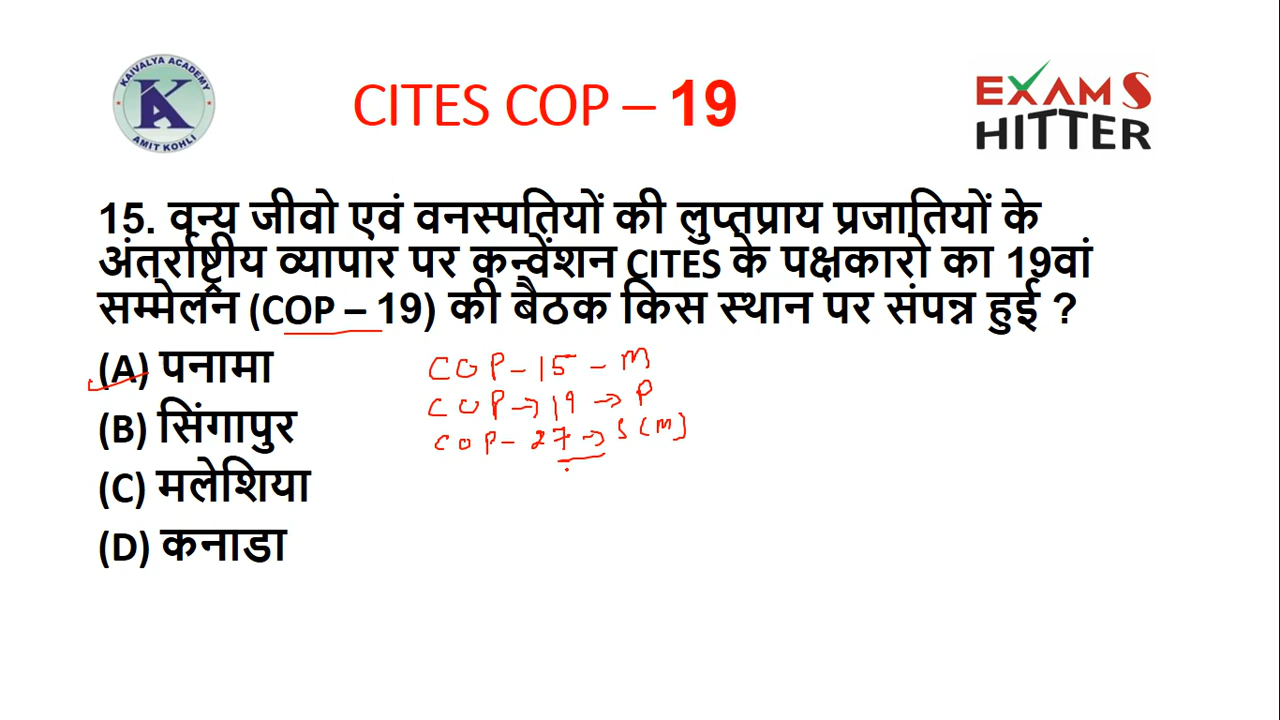 KAIVALYA ACADEMY
KA
AMIT KOHLI
CITES COP – 19
EXAMS
HITTER
15. वन्य जीवो एवं वनस्पतियों की लुप्तप्राय प्रजातियों के
अंतर्राष्ट्रीय व्यापार पर कन्वेंशन CITES के पक्षकारो का 19वां
सम्मेलन (COP – 19) की बैठक किस स्थान पर संपन्न हुई ?
(A) पनामा
(B) सिंगापुर
(C) मलेशिया
(D) कनाडा
COP – 15 – M
COP → 19 → P
COP – 27 → S (M)